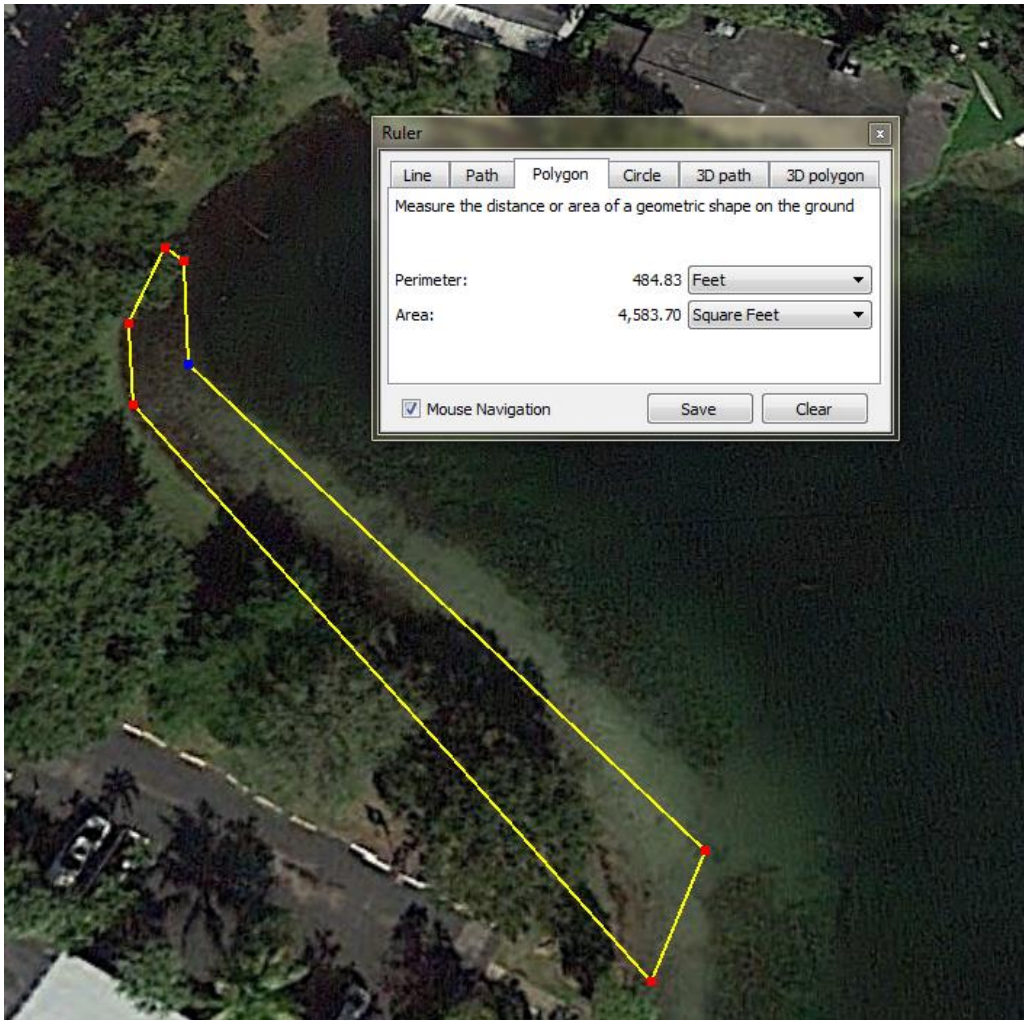 Ruler
Line Path Polygon Circle 3D path 3D polygon
Measure the distance or area of a geometric shape on the ground
Perimeter: 484.83 Feet
Area: 4,583.70 Square Feet
Mouse Navigation Save Clear